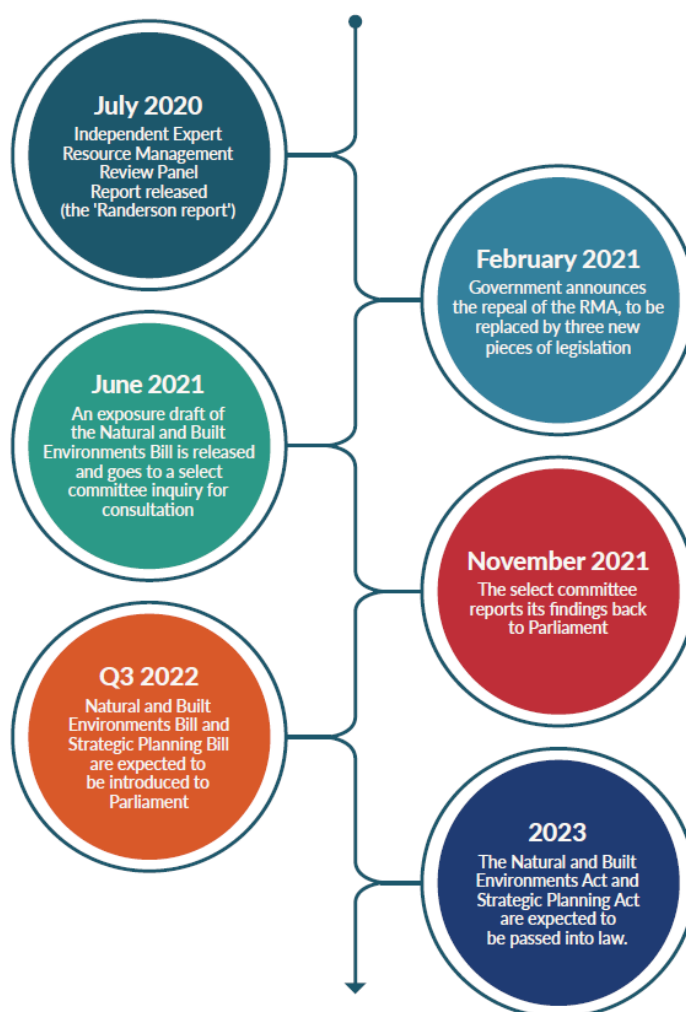 July 2020
Independent Expert
Resource Management
Review Panel
Report released
(the 'Randerson report')
February 2021
Government announces
the repeal of the RMA, to be
replaced by three new
pieces of legislation
June 2021
An exposure draft of
the Natural and Built
Environments Bill is released
and goes to a select
committee inquiry for
consultation
November 2021
The select committee
reports its findings back
to Parliament
Q3 2022
Natural and Built
Environments Bill and
Strategic Planning Bill
are expected to
be introduced to
Parliament
2023
The Natural and Built
Environments Act and
Strategic Planning Act
are expected to
be passed into law.